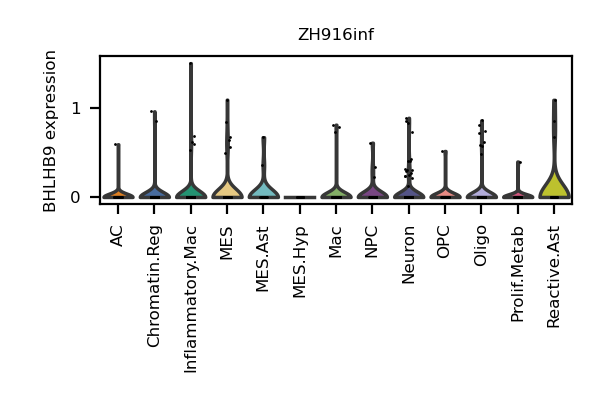 ZH916inf
BHLHB9 expression
1
0
AC
Chromatin.Reg
Inflammatory.Mac
MES
MES.Ast
MES.Hyp
Mac
NPC
Neuron
OPC
Oligo
Prolif.Metab
Reactive.Ast